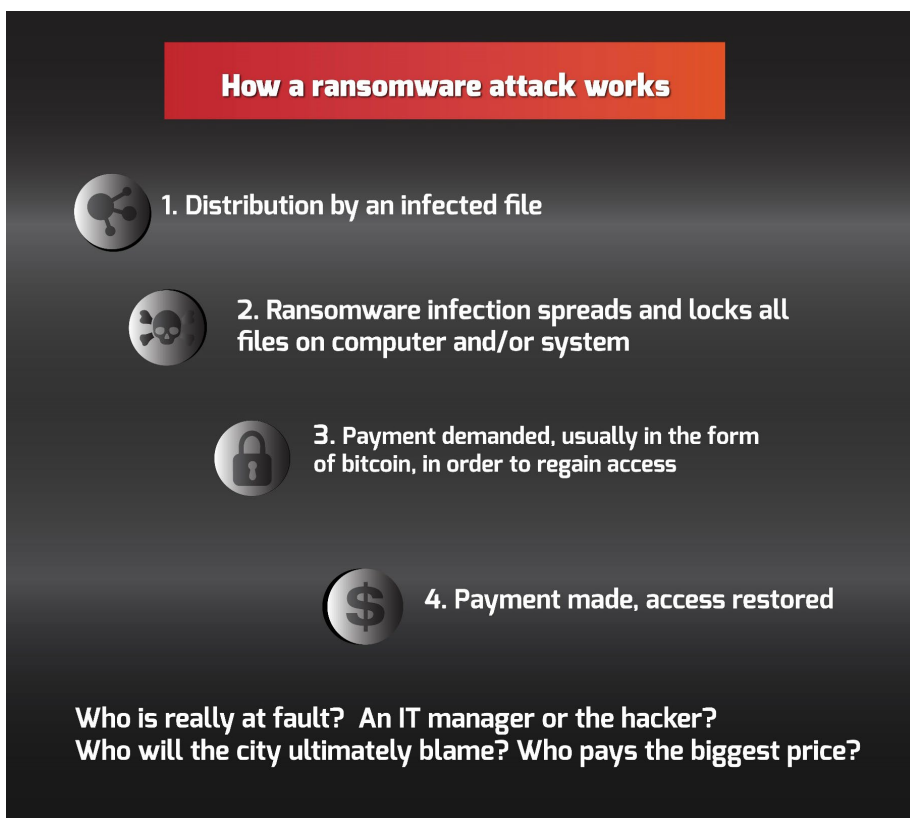 How a ransomware attack works
1. Distribution by an infected file
2. Ransomware infection spreads and locks all
files on computer and/or system
3. Payment demanded, usually in the form
of bitcoin, in order to regain access
$
4. Payment made, access restored
Who is really at fault? An IT manager or the hacker?
Who will the city ultimately blame? Who pays the biggest price?